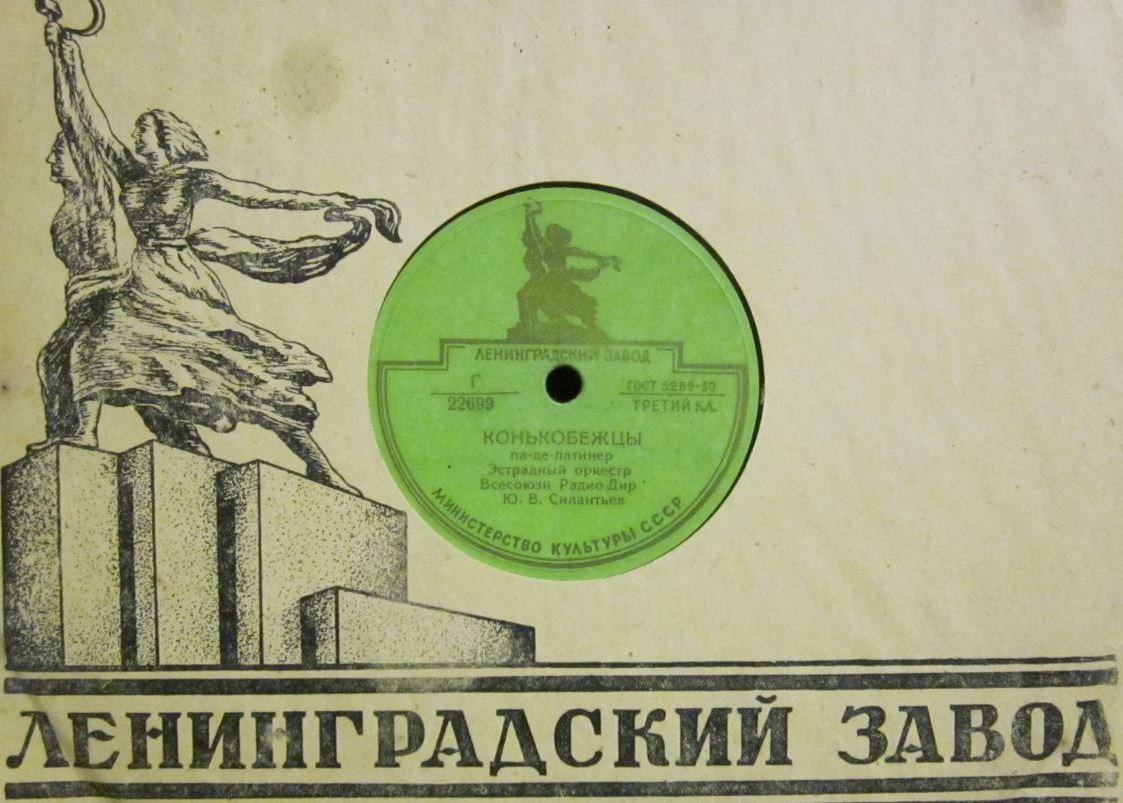 ЛЕНИНГРАДСКИЙ ЗАВОД
Г
22699
ГОСТ 5289-50
ТРЕТИЙ КЛ.
КОНЬКОБЕЖЦЫ
па-де-патинер
Эстрадный оркестр
Всесоюзн Радио Дир
Ю. В. Силантьев
МИНИСТЕРСТВО КУЛЬТУРЫ СССР
ЛЕНИНГРАДСКИЙ ЗАВОД